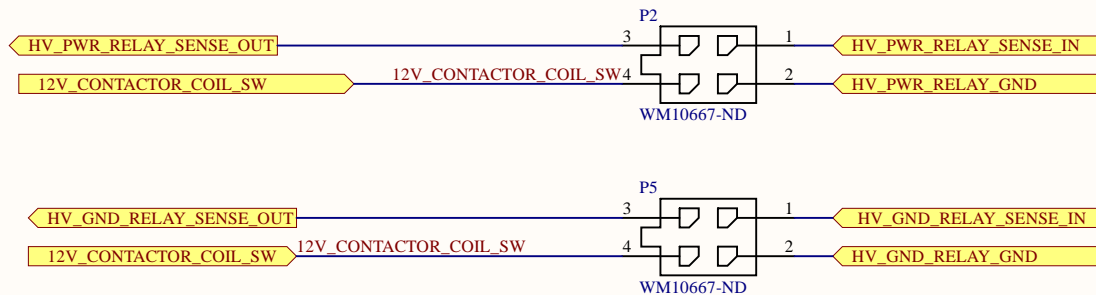 P2
HV_PWR_RELAY_SENSE_OUT 3 1 HV_PWR_RELAY_SENSE_IN
12V_CONTACTOR_COIL_SW 12V_CONTACTOR_COIL_SW 4 2 HV_PWR_RELAY_GND
WM10667-ND
P5
HV_GND_RELAY_SENSE_OUT 3 1 HV_GND_RELAY_SENSE_IN
12V_CONTACTOR_COIL_SW 12V_CONTACTOR_COIL_SW 4 2 HV_GND_RELAY_GND
WM10667-ND